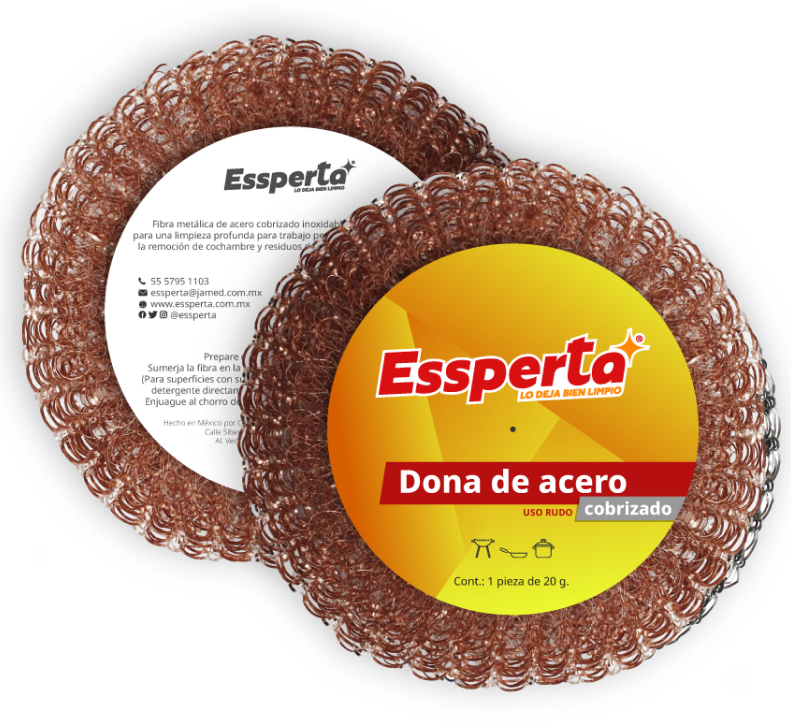 Essperta
LO DEJA BIEN LIMPIO
Fibra metálica de acero cobrizado
para una limpieza profunda para trabajo
la remoción de cochambre y residuos
55 5795 1103
essperta@jamed.com.mx
www.essperta.com.mx
@essperta
Prepare
Sumerja la fibra en la
(Para superficies con
detergente
Enjuague al chorro
Hecho en México por
Calle
Al.
Essperta®
LO DEJA BIEN LIMPIO
Dona de acero
USO RUDO cobrizado
Cont.: 1 pieza de 20 g.